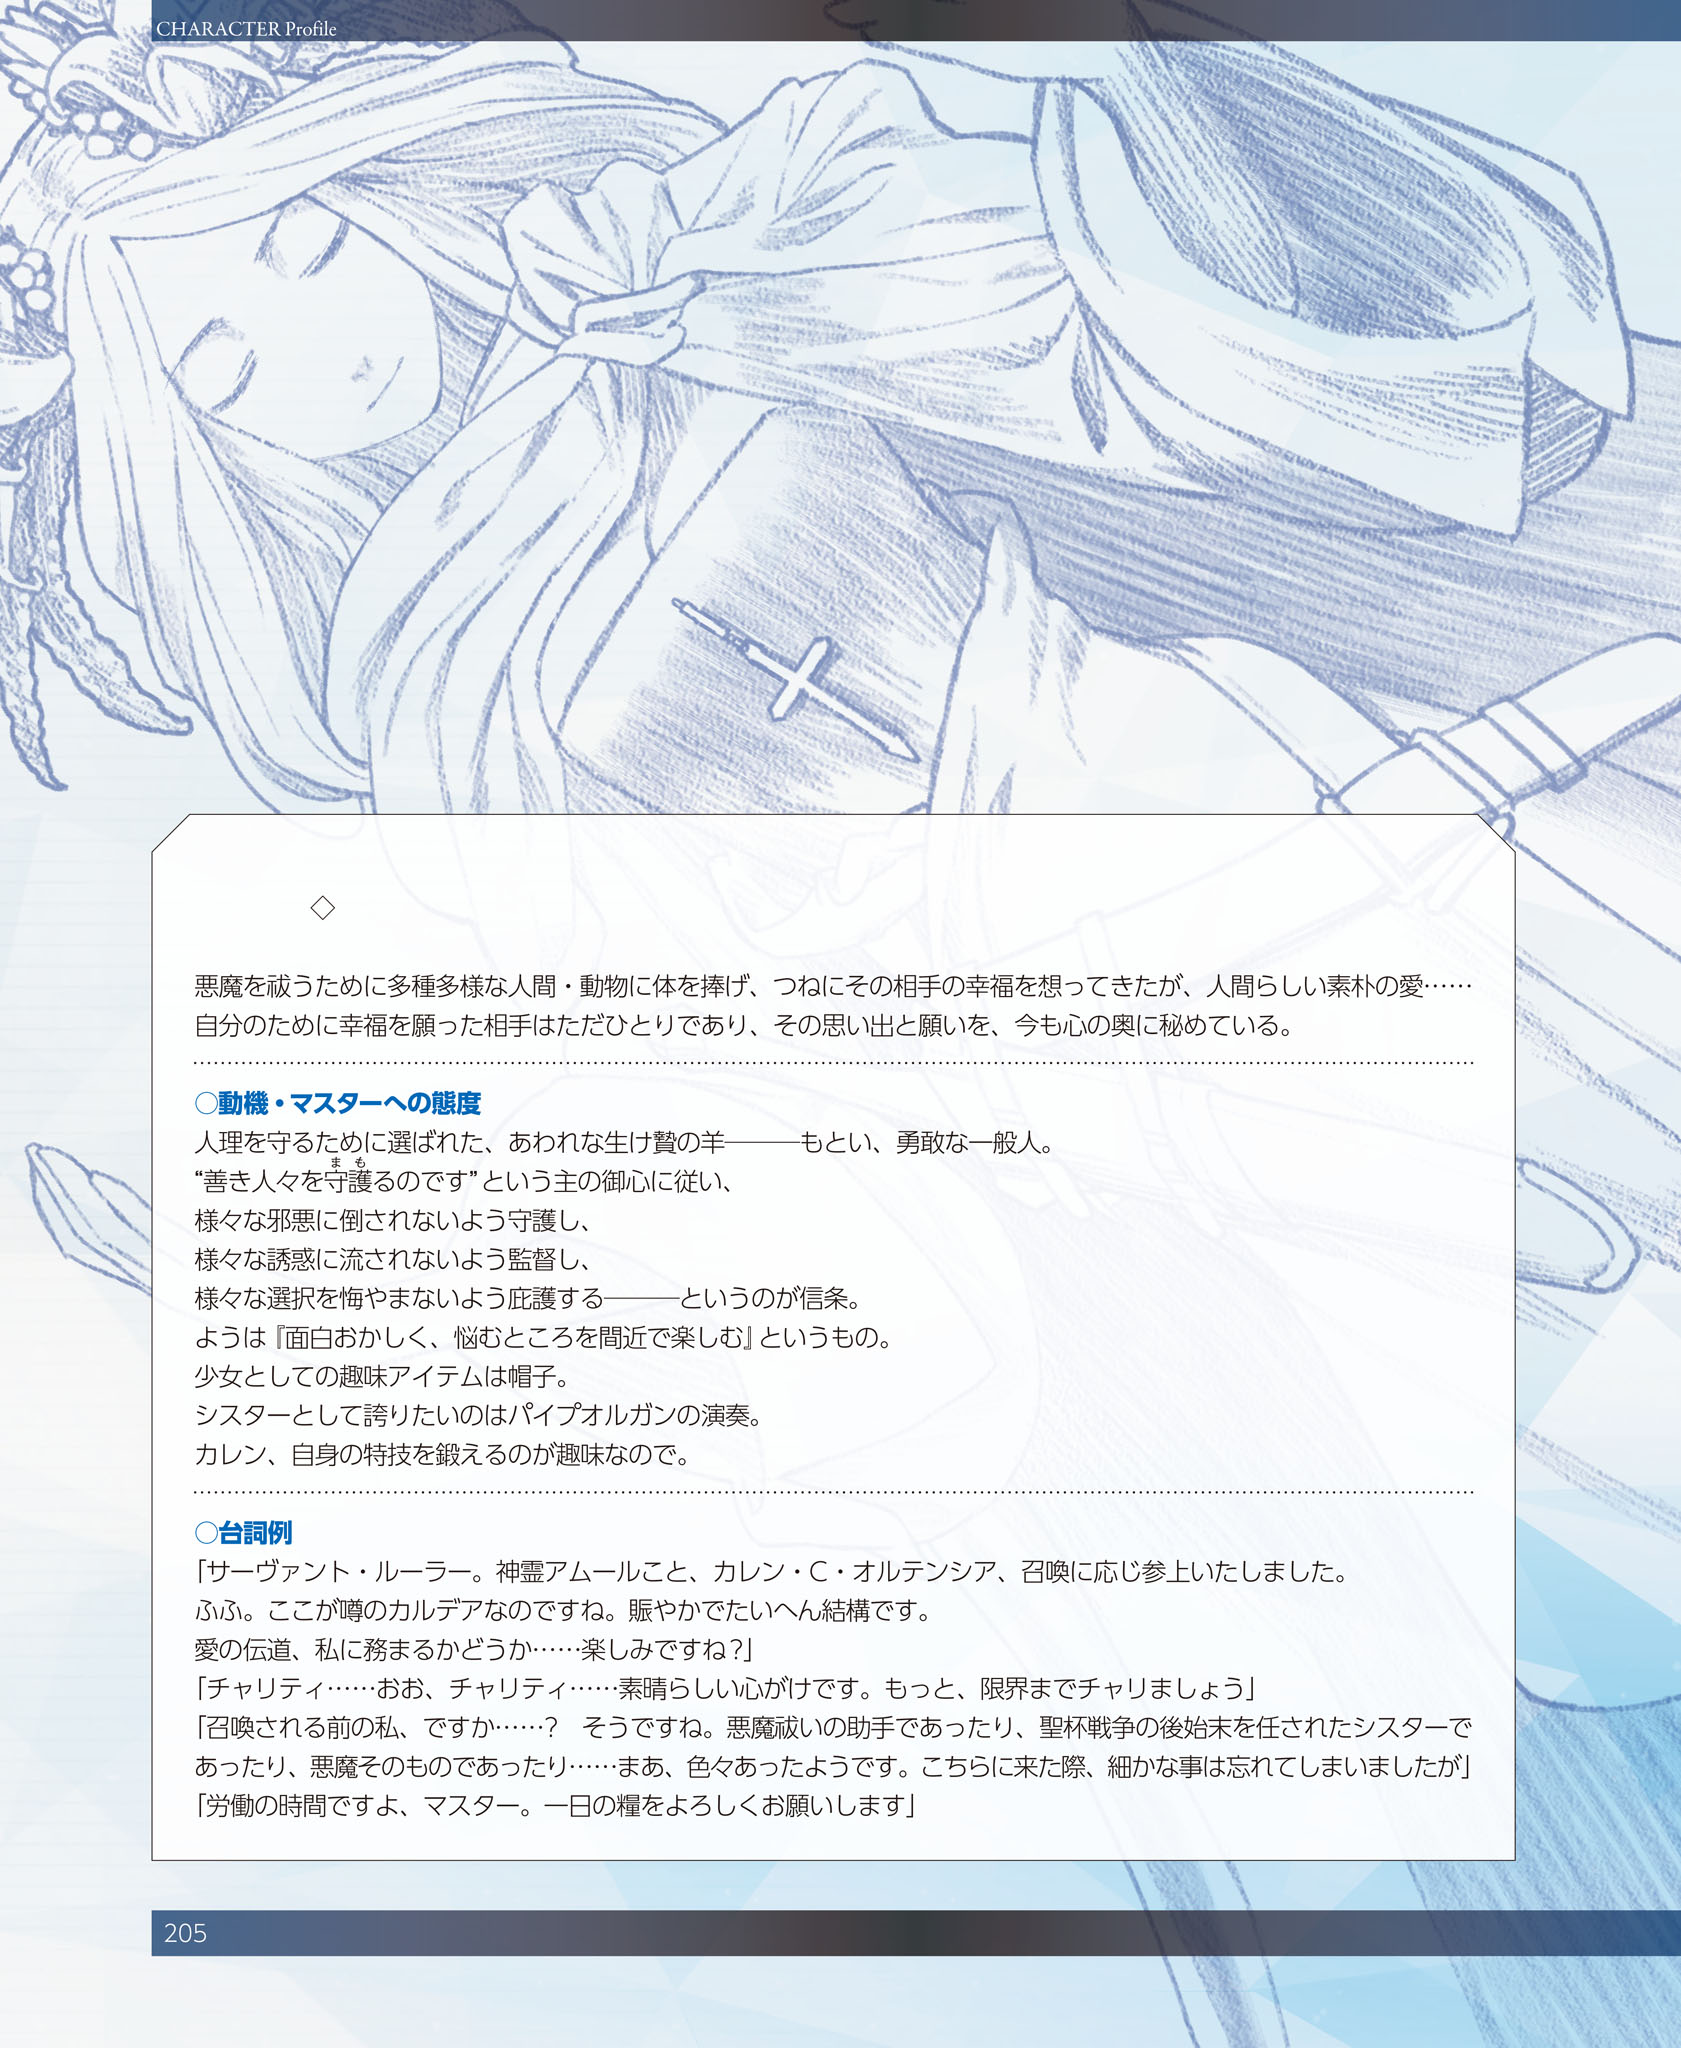 CHARACTER Profile
◇
悪魔を祓うために多種多様な人間・動物に体を捧げ、つねにその相手の幸福を想ってきたが、人間らしい素朴の愛……
自分のために幸福を願った相手はただひとりであり、その思い出と願いを、今も心の奥に秘めている。
○動機・マスターへの態度
人理を守るために選ばれた、あわれな生け贄の羊───もとい、勇敢な一般人。
まも
“善き人々を守護るのです”という主の御心に従い、
様々な邪悪に倒されないよう守護し、
様々な誘惑に流されないよう監督し、
様々な選択を悔やまないよう庇護する───というのが信条。
ようは『面白おかしく、悩むところを間近で楽しむ』というもの。
少女としての趣味アイテムは帽子。
シスターとして誇りたいのはパイプオルガンの演奏。
カレン、自身の特技を鍛えるのが趣味なので。
○台詞例
「サーヴァント・ルーラー。神霊アムールこと、カレン・C・オルテンシア、召喚に応じ参上いたしました。
ふふ。ここが噂のカルデアなのですね。賑やかでたいへん結構です。
愛の伝道、私に務まるかどうか……楽しみですね？」
「チャリティ……おお、チャリティ……素晴らしい心がけです。もっと、限界までチャリましょう」
「召喚される前の私、ですか……？　そうですね。悪魔祓いの助手であったり、聖杯戦争の後始末を任されたシスターで
あったり、悪魔そのものであったり……まあ、色々あったようです。こちらに来た際、細かな事は忘れてしまいましたが」
「労働の時間ですよ、マスター。一日の糧をよろしくお願いします」
205